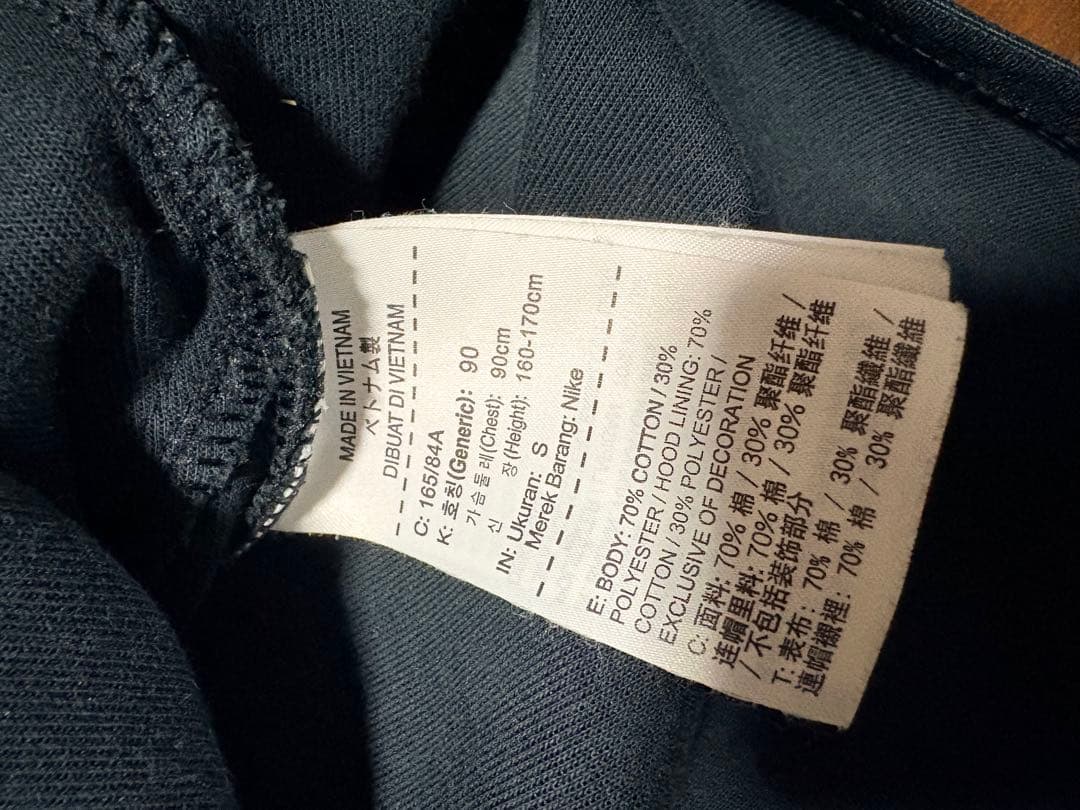 MADE IN VIETNAM
ベトナム製
DIBUAT DI VIETNAM
C: 165/84A
K: 호칭(Generic): 90
가슴둘레(Chest): 90cm
신 장(Height): 160-170cm
IN: Ukuran: S
Merek Barang: Nike
E: BODY: 70% COTTON / 30%
POLYESTER / HOOD LINING: 70%
COTTON / 30% POLYESTER /
EXCLUSIVE OF DECORATION
C: 面料: 70% 棉 / 30% 聚酯纤维 /
连帽里料: 70% 棉 / 30% 聚酯纤维
/ 不包括装饰部分
T: 表布: 70% 棉 / 30% 聚酯纖維 /
連帽襯裡: 70% 棉 / 30% 聚酯纖維